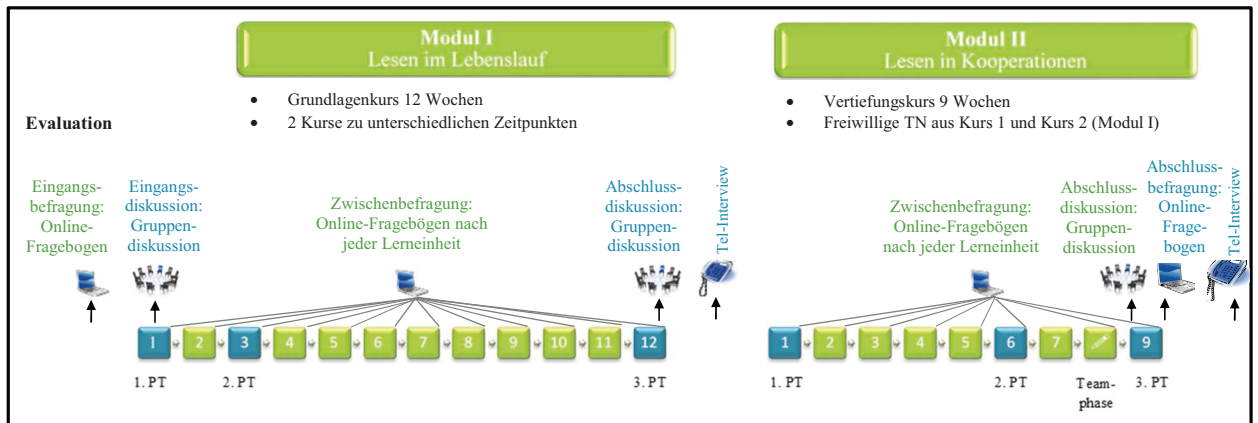 Modul I
Lesen im Lebenslauf
• Grundlagenkurs 12 Wochen
• 2 Kurse zu unterschiedlichen Zeitpunkten
Modul II
Lesen in Kooperationen
• Vertiefungskurs 9 Wochen
• Freiwillige TN aus Kurs 1 und Kurs 2 (Modul I)
Evaluation
Eingangs-
befragung:
Online-
Fragebogen
Eingangs-
diskussion:
Gruppen-
diskussion
Zwischenbefragung:
Online-Fragebögen nach
jeder Lerneinheit
Abschluss-
diskussion:
Gruppen-
diskussion
Tel-Interview
Zwischenbefragung:
Online-Fragebögen
nach jeder Lerneinheit
Abschluss-
diskussion:
Gruppen-
diskussion
Abschluss-
befragung:
Online-
Frage-
bogen
Tel-Interview
1 2 3 4 5 6 7 8 9 10 11 12
1. PT 2. PT 3. PT
1 2 3 4 5 6 7 9
1. PT 2. PT
Team-
phase
3. PT